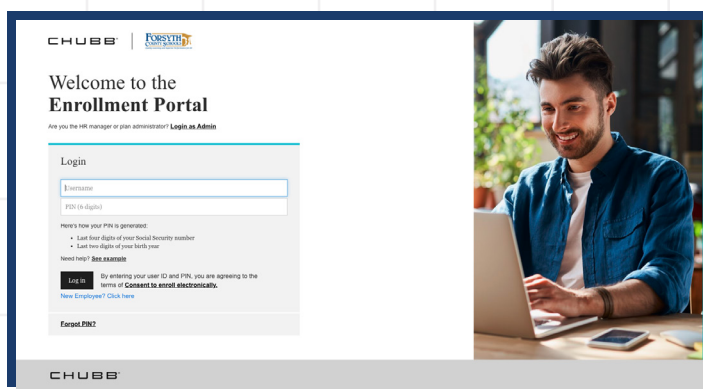 CHUBB
FORSYTH
COUNTY SCHOOLS
Welcome to the
Enrollment Portal
Are you the HR manager or plan administrator? Login as Admin
Login
Username
PIN (6 digits)
Here's how your PIN is generated:
• Last four digits of your Social Security number
• Last two digits of your birth year
Need help? See example
Log in
By entering your user ID and PIN, you are agreeing to the
terms of Consent to enroll electronically.
New Employee? Click here
Forgot PIN?
CHUBB